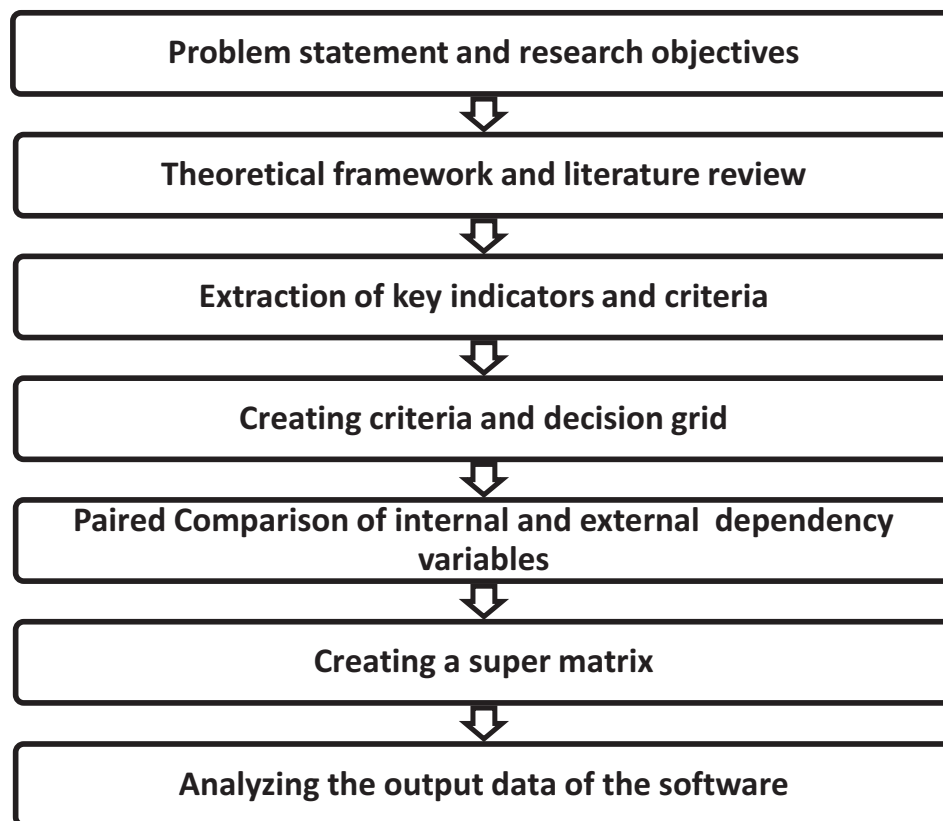 Problem statement and research objectives
Theoretical framework and literature review
Extraction of key indicators and criteria
Creating criteria and decision grid
Paired Comparison of internal and external dependency
variables
Creating a super matrix
Analyzing the output data of the software